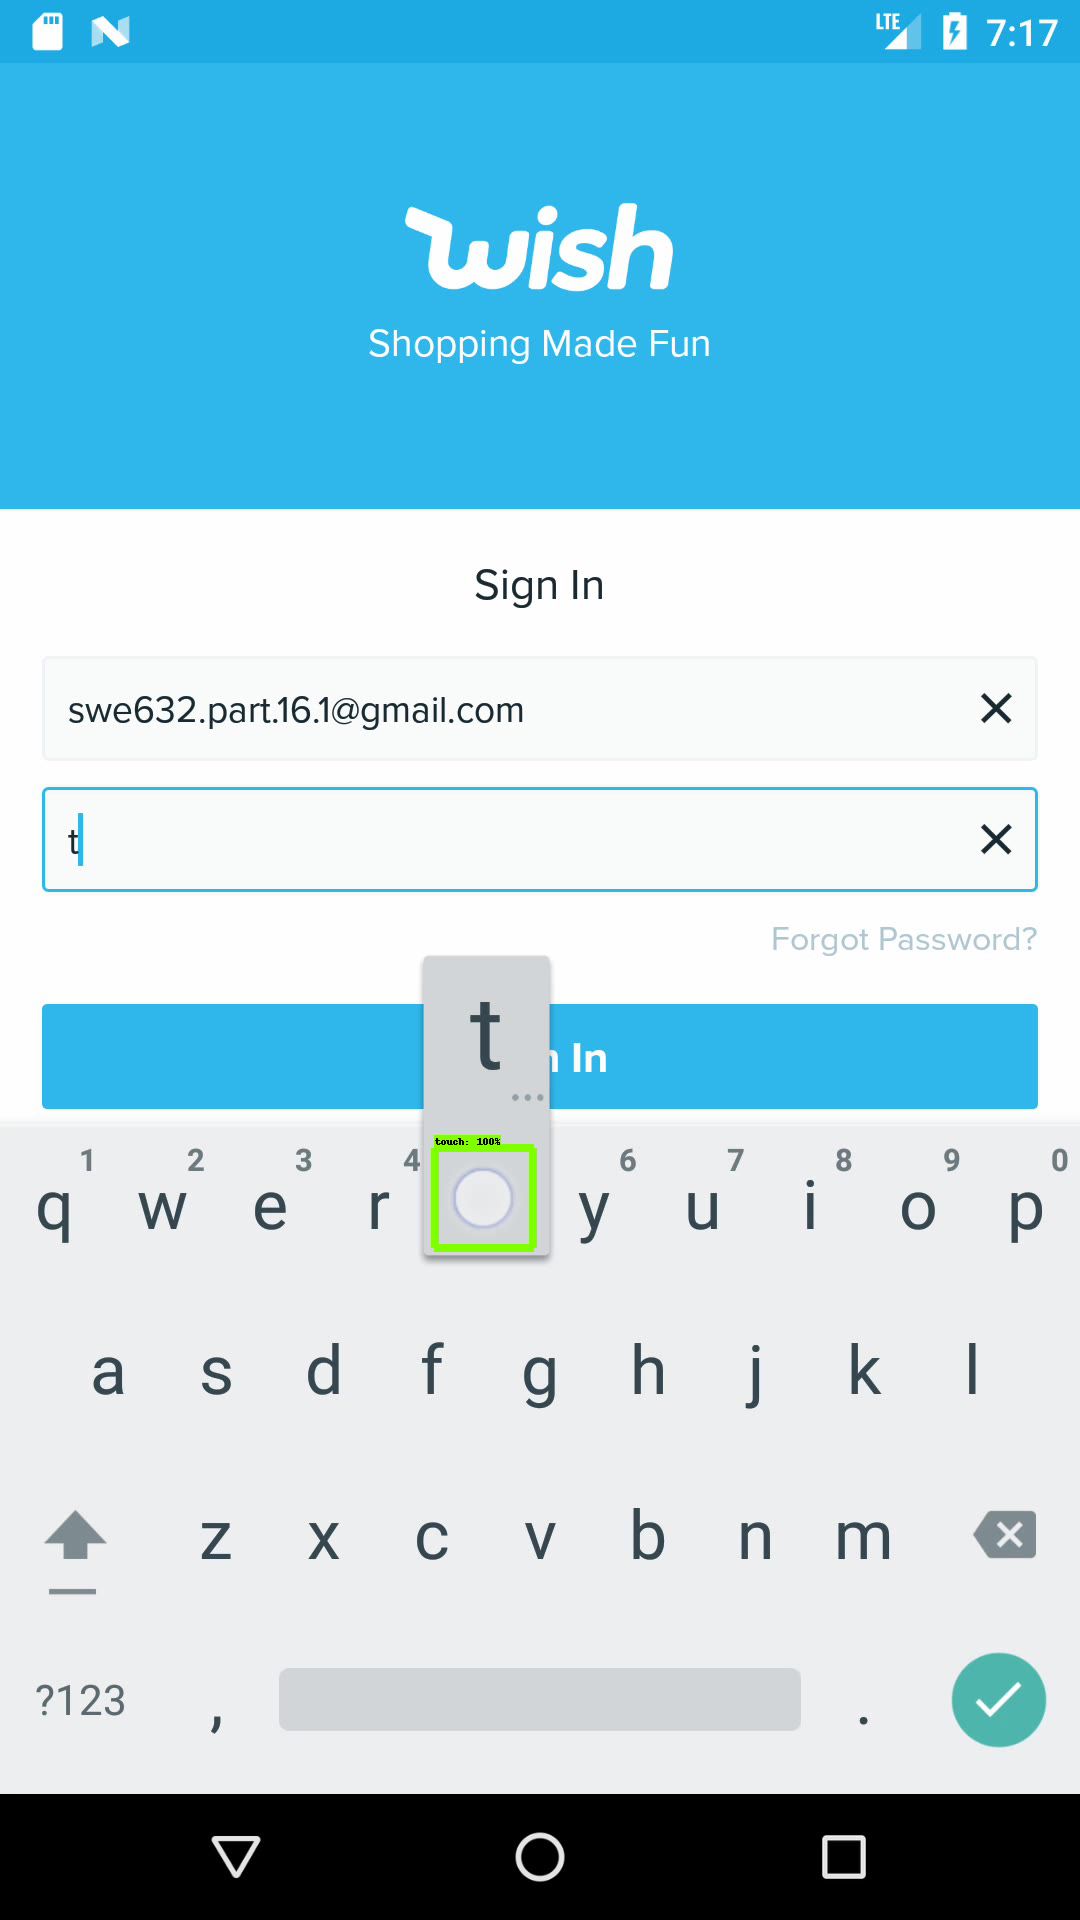 LTE 7:17
wish
Shopping Made Fun
Sign In
swe632.part.16.1@gmail.com
t
Forgot Password?
t
n In
touch: 100%
1 2 3 4 6 7 8 9 0
q w e r y u i o p
a s d f g h j k l
z x c v b n m
?123 , .